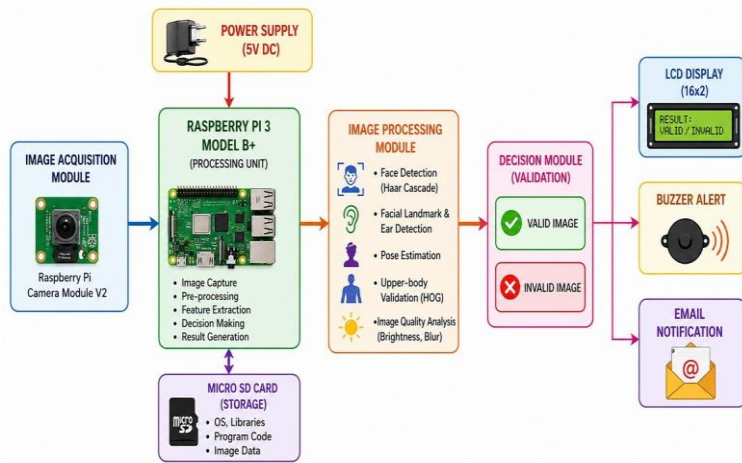 POWER SUPPLY
(5V DC)
IMAGE ACQUISITION
MODULE
Raspberry Pi
Camera Module V2
RASPBERRY PI 3
MODEL B+
(PROCESSING UNIT)
• Image Capture
• Pre-processing
• Feature Extraction
• Decision Making
• Result Generation
MICRO SD CARD
(STORAGE)
micro
SD
• OS, Libraries
• Program Code
• Image Data
IMAGE PROCESSING
MODULE
• Face Detection
(Haar Cascade)
• Facial Landmark &
Ear Detection
• Pose Estimation
• Upper-body
Validation (HOG)
•Image Quality Analysis
(Brightness, Blur)
DECISION MODULE
(VALIDATION)
VALID IMAGE
INVALID IMAGE
LCD DISPLAY
(16x2)
RESULT:
VALID/INVALID
BUZZER ALERT
EMAIL
NOTIFICATION
@